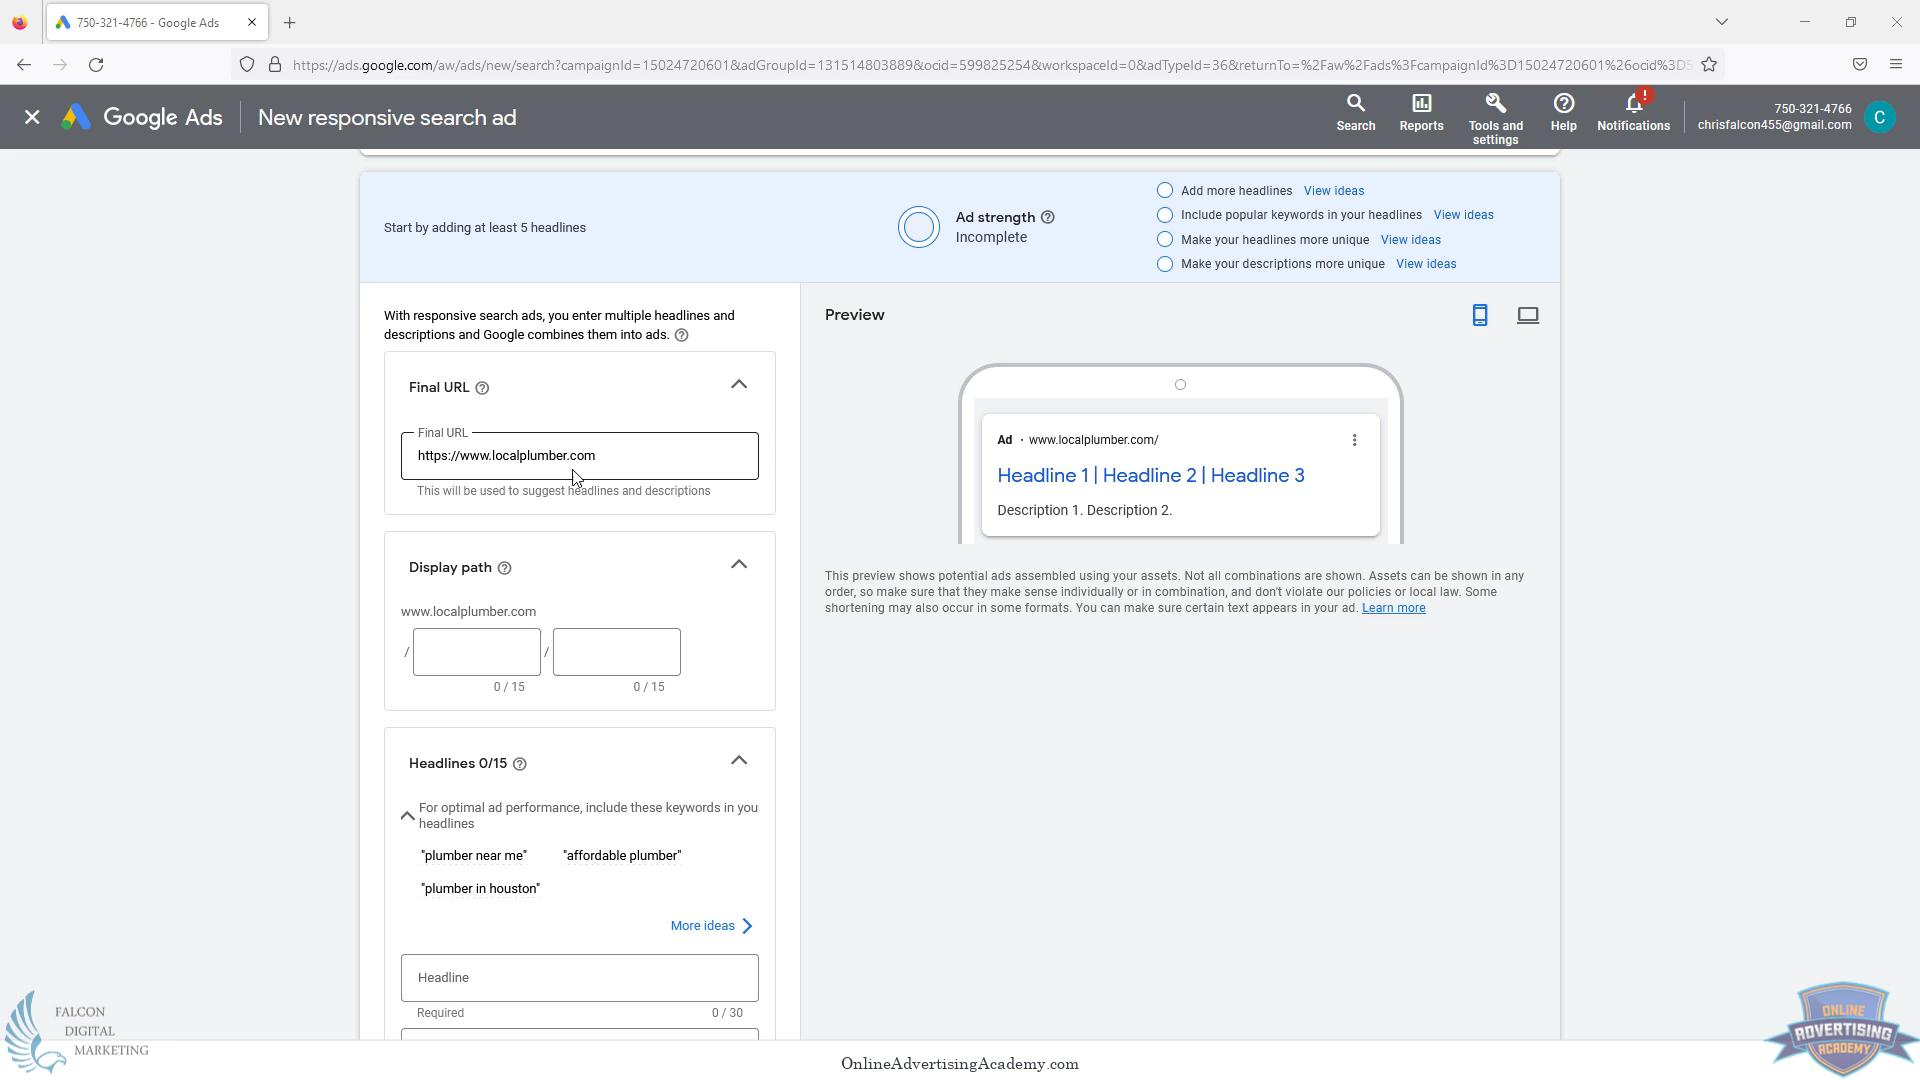 750-321-4766 - Google Ads
https://ads.google.com/aw/ads/new/search?campaignId=15024720601&adGroupId=131514803889&ocid=599825254&workspaceId=0&adTypeId=36&returnTo=%2Faw%2Fads%3FcampaignId%3D15024720601%26ocid%3D5
Google Ads
New responsive search ad
Search
Reports
Tools and
settings
Help
!
Notifications
750-321-4766
chrisfalcon455@gmail.com
C
Start by adding at least 5 headlines
Ad strength
Incomplete
Add more headlines View ideas
Include popular keywords in your headlines View ideas
Make your headlines more unique View ideas
Make your descriptions more unique View ideas
With responsive search ads, you enter multiple headlines and
descriptions and Google combines them into ads.
Final URL
Final URL
https://www.localplumber.com
This will be used to suggest headlines and descriptions
Display path
www.localplumber.com
/ /
0 / 15 0 / 15
Headlines 0/15
For optimal ad performance, include these keywords in you
headlines
"plumber near me" "affordable plumber"
"plumber in houston"
More ideas
Headline
Required 0 / 30
Preview
Ad · www.localplumber.com/
Headline 1 | Headline 2 | Headline 3
Description 1. Description 2.
This preview shows potential ads assembled using your assets. Not all combinations are shown. Assets can be shown in any
order, so make sure that they make sense individually or in combination, and don't violate our policies or local law. Some
shortening may also occur in some formats. You can make sure certain text appears in your ad. Learn more
FALCON
DIGITAL
MARKETING
OnlineAdvertisingAcademy.com
ONLINE
ADVERTISING
ACADEMY